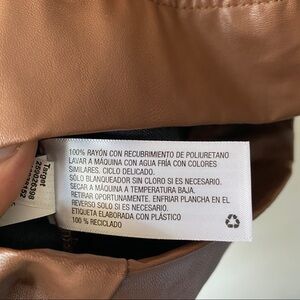 100% RAYÓN CON RECUBRIMIENTO DE POLIURETANO
LAVAR A MÁQUINA CON AGUA FRÍA CON COLORES
SIMILARES. CICLO DELICADO.
SÓLO BLANQUEADOR SIN CLORO SI ES NECESARIO.
SECAR A MÁQUINA A TEMPERATURA BAJA.
RETIRAR OPORTUNAMENTE. ENFRIAR PLANCHA EN EL
REVERSO SOLO SI ES NECESARIO.
ETIQUETA ELABORADA CON PLÁSTICO
100 % RECICLADO
Target